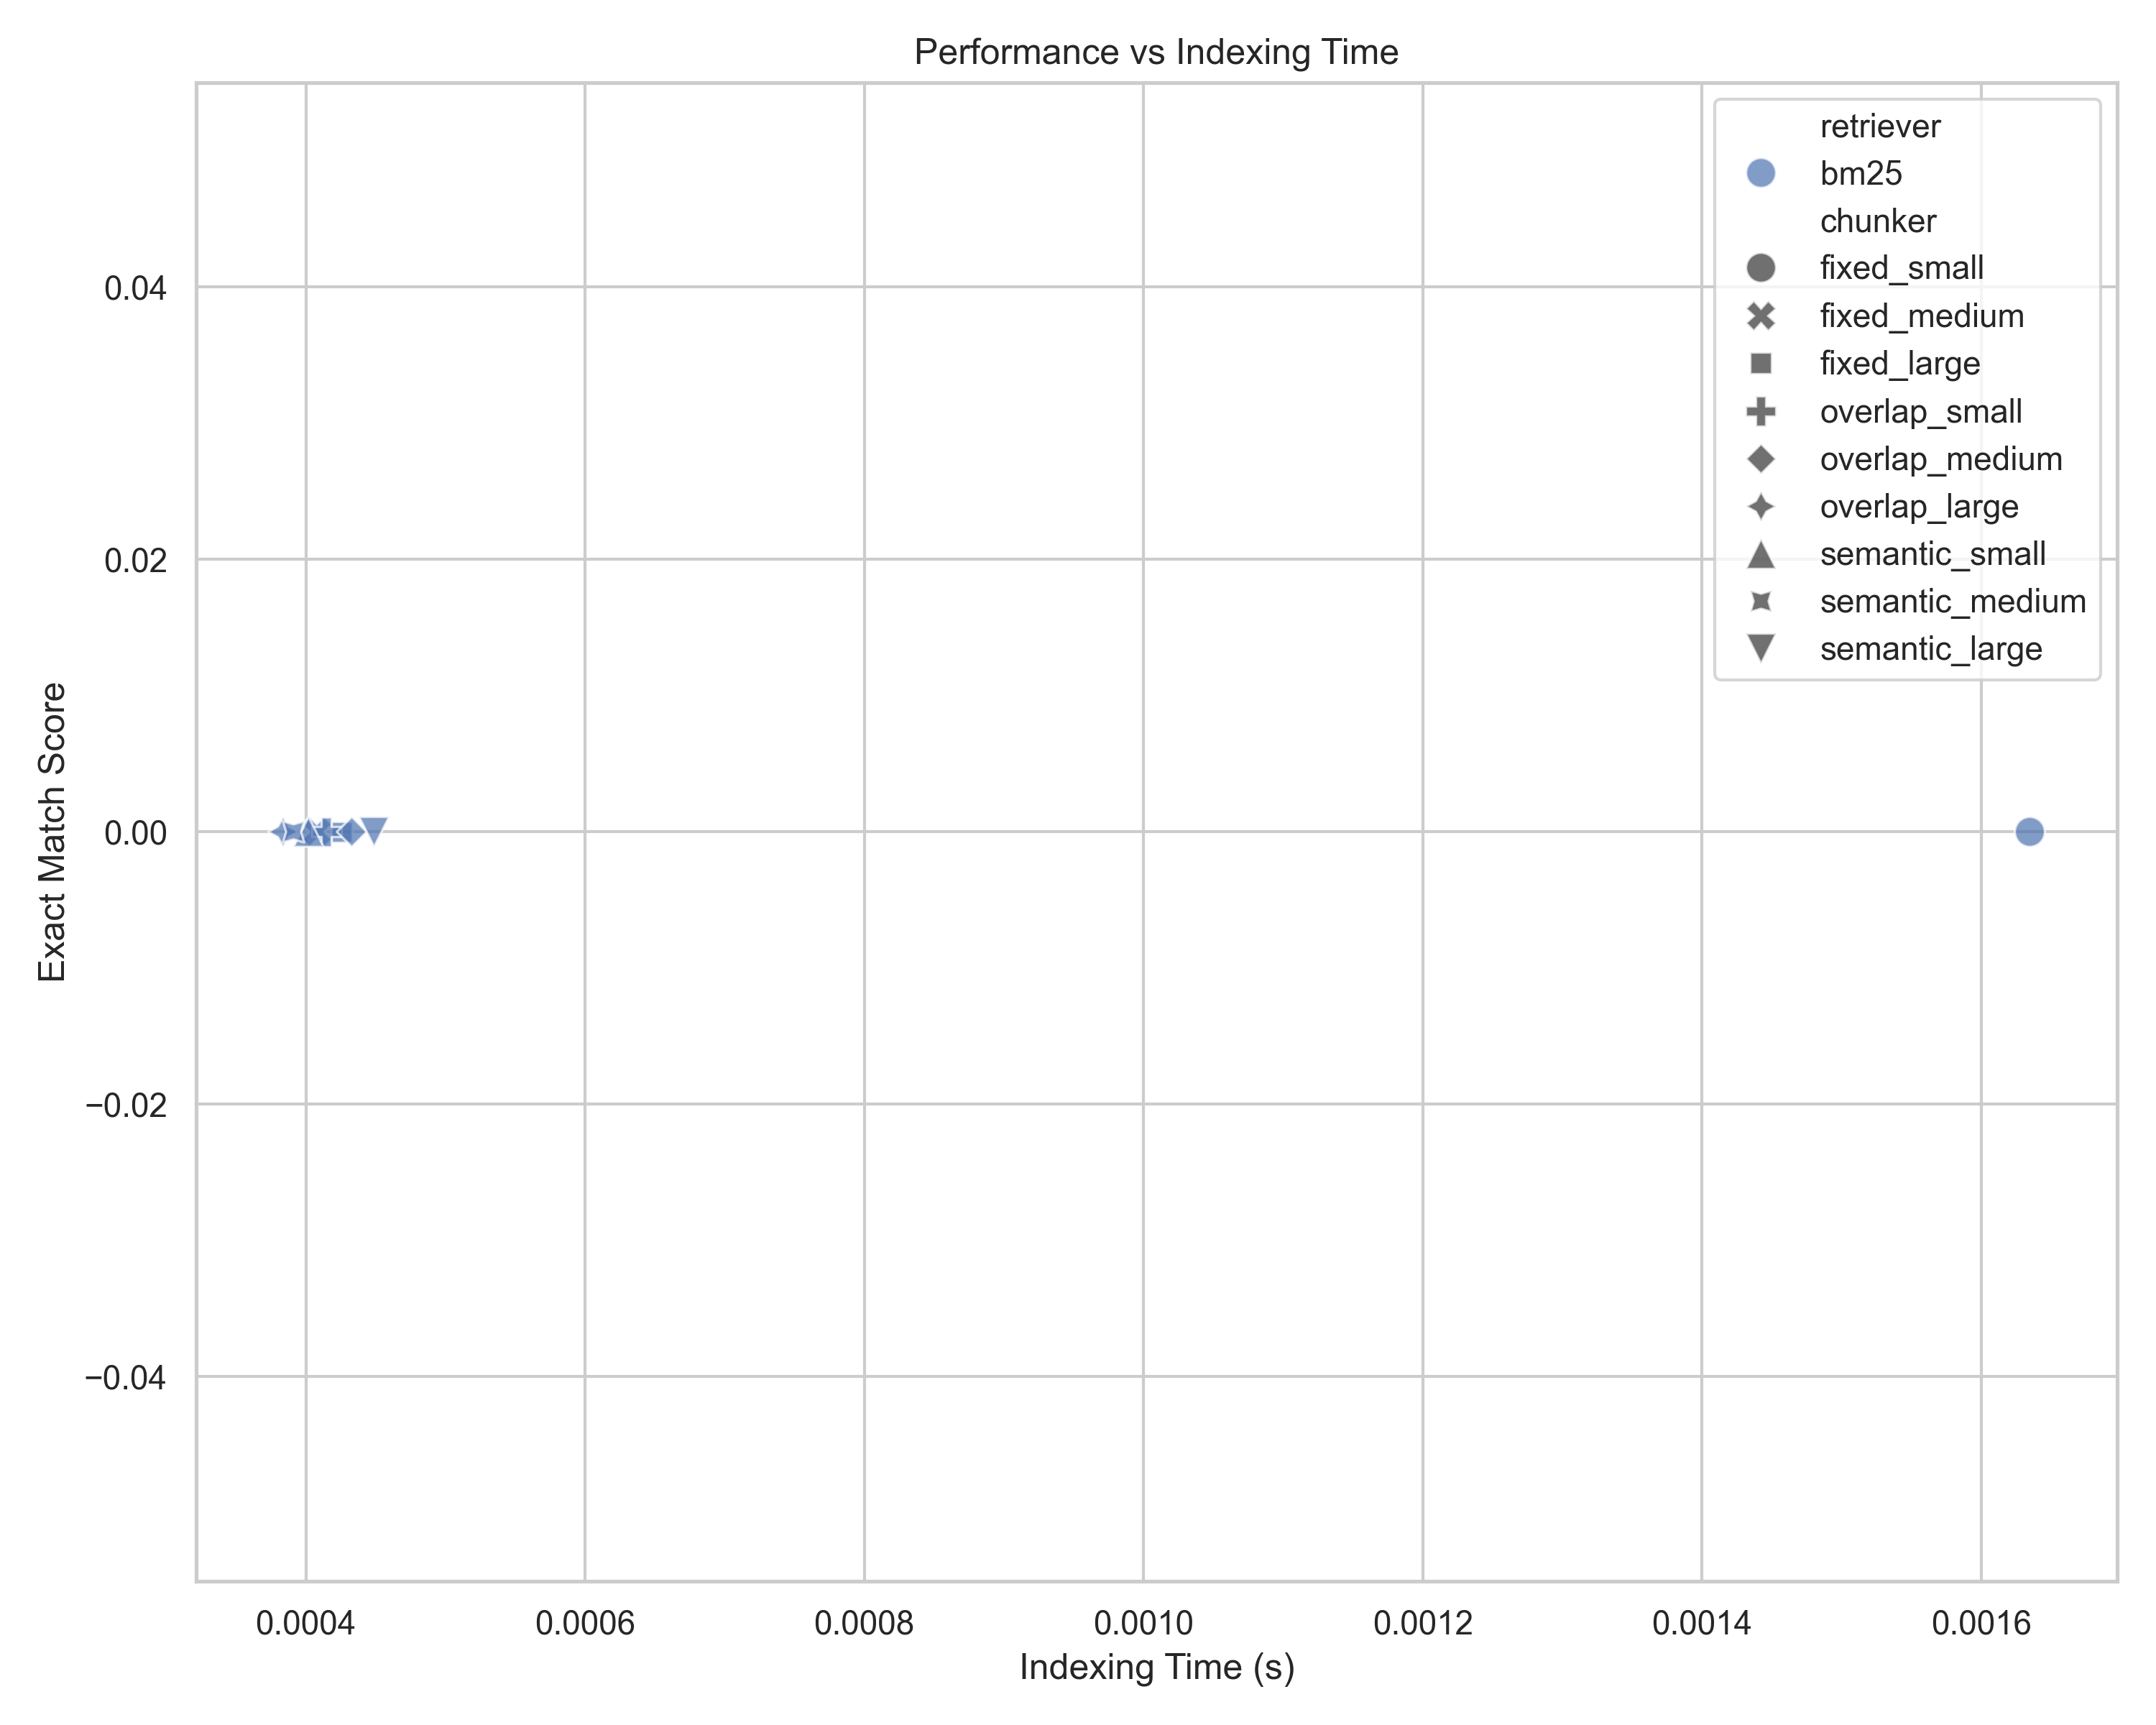 Performance vs Indexing Time
retriever
bm25
chunker
fixed_small
fixed_medium
fixed_large
overlap_small
overlap_medium
overlap_large
semantic_small
semantic_medium
semantic_large
Exact Match Score
0.04
0.02
0.00
−0.02
−0.04
0.0004 0.0006 0.0008 0.0010 0.0012 0.0014 0.0016
Indexing Time (s)